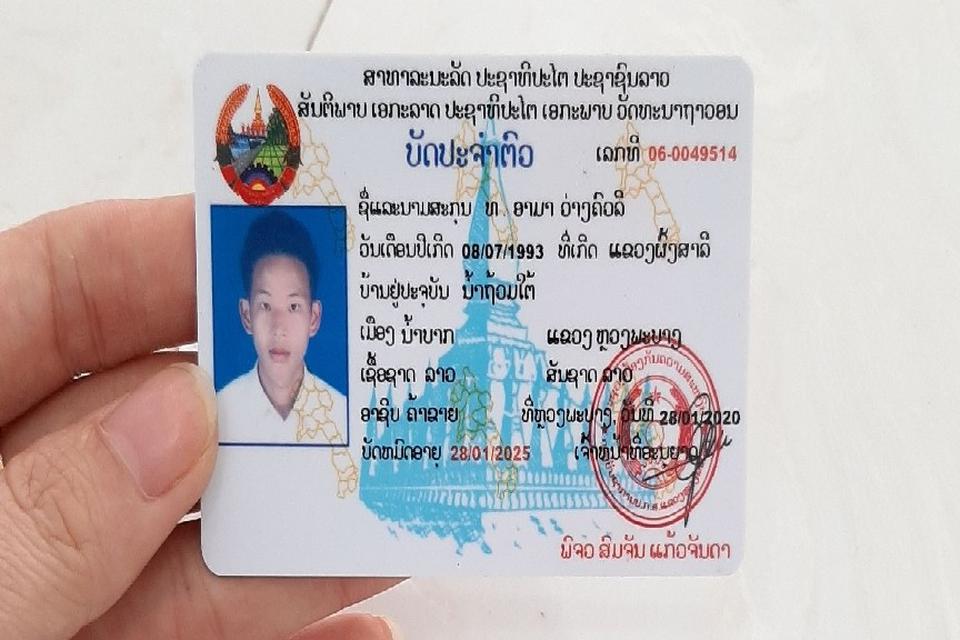 ສາທາລະນະລັດ ປະຊາທິປະໄຕ ປະຊາຊົນລາວ
ສັນຕິພາບ ເອກະລາດ ປະຊາທິປະໄຕ ເອກະພາບ ວັດທະນາຖາວອນ
ບັດປະຈຳຕົວ ເລກທີ 06-0049514
ຊື່ແລະນາມສະກຸນ ທ. ອາມາ ວ່າງຄົວລີ
ວັນເດືອນປີເກີດ 08/07/1993 ທີ່ເກີດ ແຂວງຜົ້ງສາລີ
ບ້ານຢູ່ປະຈຸບັນ ນ້ຳຖ້ວມໃຕ້
ເມືອງ ນ້ຳບາກ ແຂວງ ຫຼວງພະບາງ
ເຊື້ອຊາດ ລາວ ສັນຊາດ ລາວ
ອາຊິບ ຄ້າຂາຍ ທີ່ຫຼວງພະບາງ, ວັນທີ 28/01/2020
ບັດຫມົດອາຍຸ 28/01/2025 ເຈົ້າຫນ້າທີ່ອະນຸຍາດ
ພິຈວ ສົມຈັນ ແກ້ວຈັນດາ